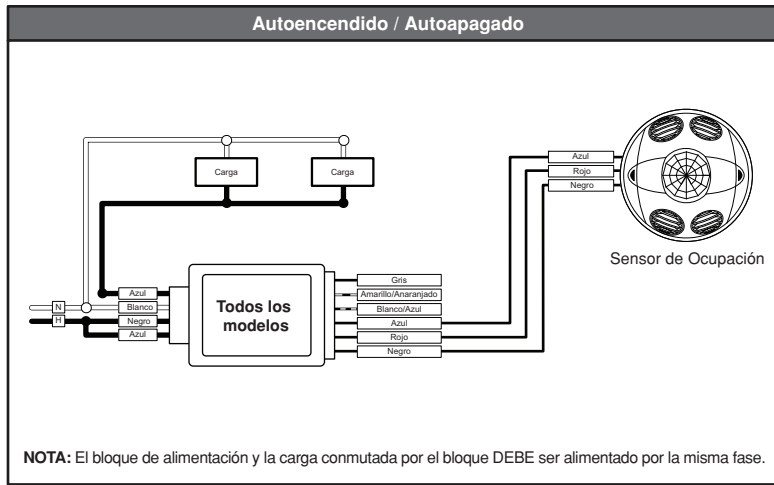 Autoencendido / Autoapagado
Carga
Carga
Azul
Rojo
Negro
Sensor de Ocupación
N
H
Azul
Blanco
Negro
Azul
Todos los
modelos
Gris
Amarillo/Anaranjado
Blanco/Azul
Azul
Rojo
Negro
NOTA: El bloque de alimentación y la carga conmutada por el bloque DEBE ser alimentado por la misma fase.